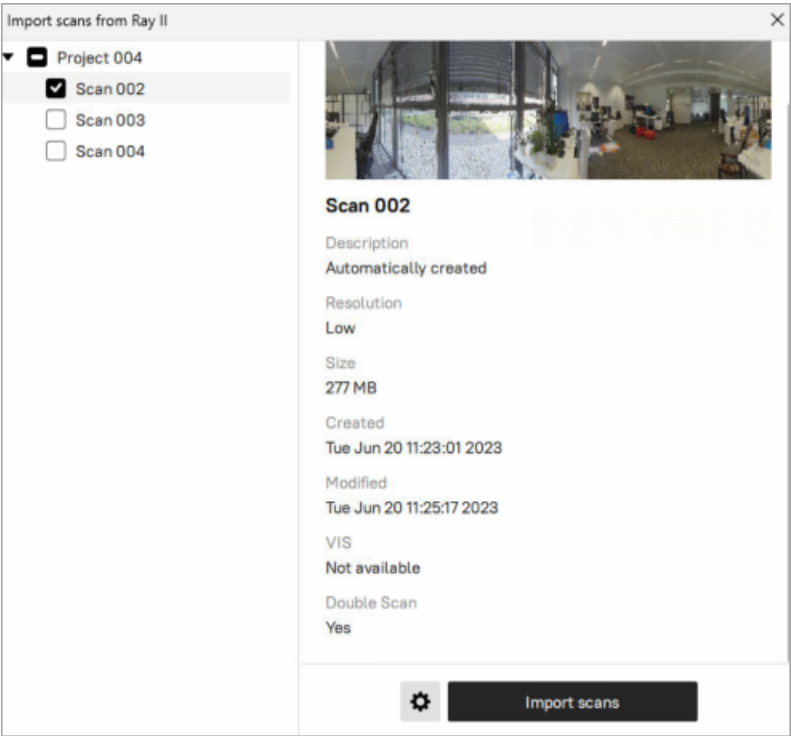 Import scans from Ray II
Project 004
Scan 002
Scan 003
Scan 004
Scan 002
Description
Automatically created
Resolution
Low
Size
277 MB
Created
Tue Jun 20 11:23:01 2023
Modified
Tue Jun 20 11:25:17 2023
VIS
Not available
Double Scan
Yes
Import scans